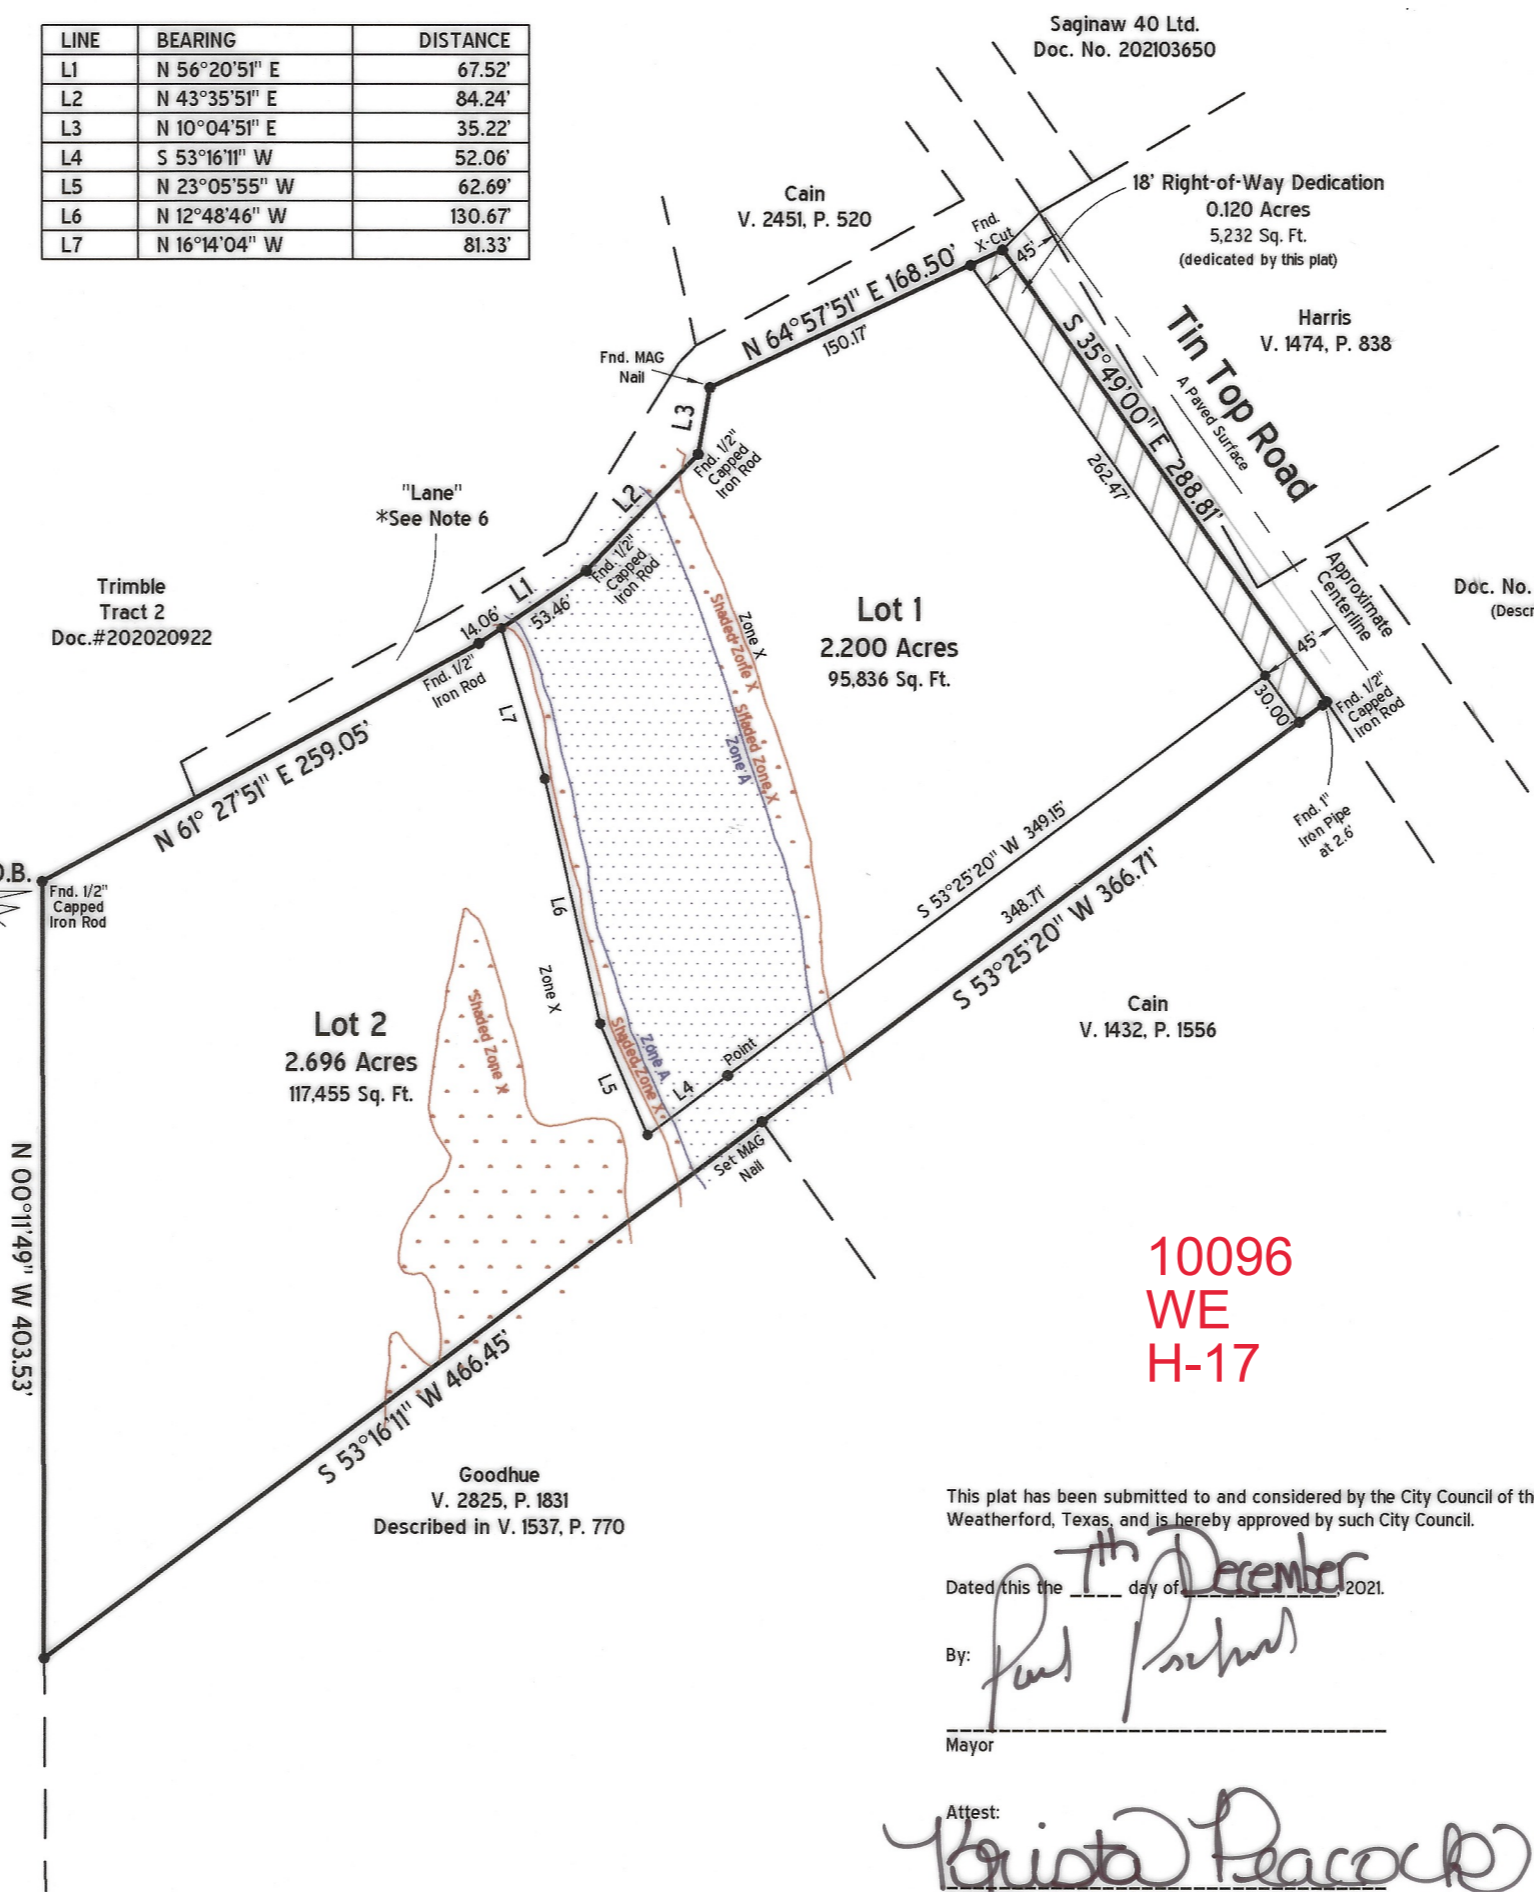 LINE BEARING DISTANCE
L1 N 56°20'51" E 67.52'
L2 N 43°35'51" E 84.24'
L3 N 10°04'51" E 35.22'
L4 S 53°16'11" W 52.06'
L5 N 23°05'55" W 62.69'
L6 N 12°48'46" W 130.67'
L7 N 16°14'04" W 81.33'
Saginaw 40 Ltd.
Doc. No. 202103650
Cain
V. 2451, P. 520
18' Right-of-Way Dedication
0.120 Acres
5,232 Sq. Ft.
(dedicated by this plat)
Fnd.
X-Cut
45'
N 64°57'51" E 168.50'
150.17'
Harris
V. 1474, P. 838
Tin Top Road
A Paved Surface
S 35°49'00" E 288.81'
262.47'
Fnd. MAG
Nail
L3
Fnd. 1/2"
Capped
Iron Rod
L2
"Lane"
*See Note 6
Fnd. 1/2"
Capped
Iron Rod
L1
53.46'
14.06'
Fnd. 1/2"
Iron Rod
Trimble
Tract 2
Doc.#202020922
Zone X
Shaded Zone X
Shaded Zone X
Zone A
Lot 1
2.200 Acres
95,836 Sq. Ft.
Approximate
Centerline
45'
Doc. No.
(Descr
30.00'
Fnd. 1/2"
Capped
Iron Rod
Fnd. 1"
Iron Pipe
at 2.6'
N 61° 27'51" E 259.05'
L7
O.B.
Fnd. 1/2"
Capped
Iron Rod
L6
Zone X
S 53°25'20" W 349.15'
348.71'
S 53°25'20" W 366.71'
Cain
V. 1432, P. 1556
Lot 2
2.696 Acres
117,455 Sq. Ft.
Shaded Zone X
Shaded Zone X
Zone A
L5
L4
Point
Set MAG
Nail
N 00°11'49" W 403.53'
S 53°16'11" W 466.45'
10096
WE
H-17
Goodhue
V. 2825, P. 1831
Described in V. 1537, P. 770
This plat has been submitted to and considered by the City Council of th
Weatherford, Texas, and is hereby approved by such City Council.
Dated this the 7th day of December, 2021.
By: Paul
Mayor
Attest:
Krista Peacock